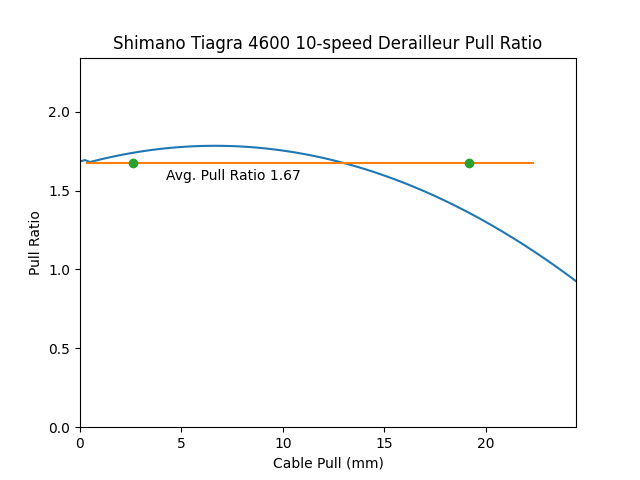 Shimano Tiagra 4600 10-speed Derailleur Pull Ratio
2.0
1.5
1.0
0.5
0.0
Pull Ratio
Avg. Pull Ratio 1.67
0 5 10 15 20
Cable Pull (mm)